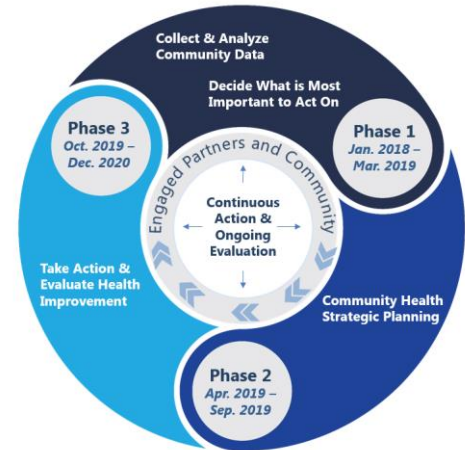 Collect & Analyze
Community Data
Decide What is Most
Important to Act On
Phase 1
Jan. 2018 –
Mar. 2019
Community Health
Strategic Planning
Phase 2
Apr. 2019 –
Sep. 2019
Take Action &
Evaluate Health
Improvement
Phase 3
Oct. 2019 –
Dec. 2020
Engaged Partners and Community
Continuous
Action &
Ongoing
Evaluation